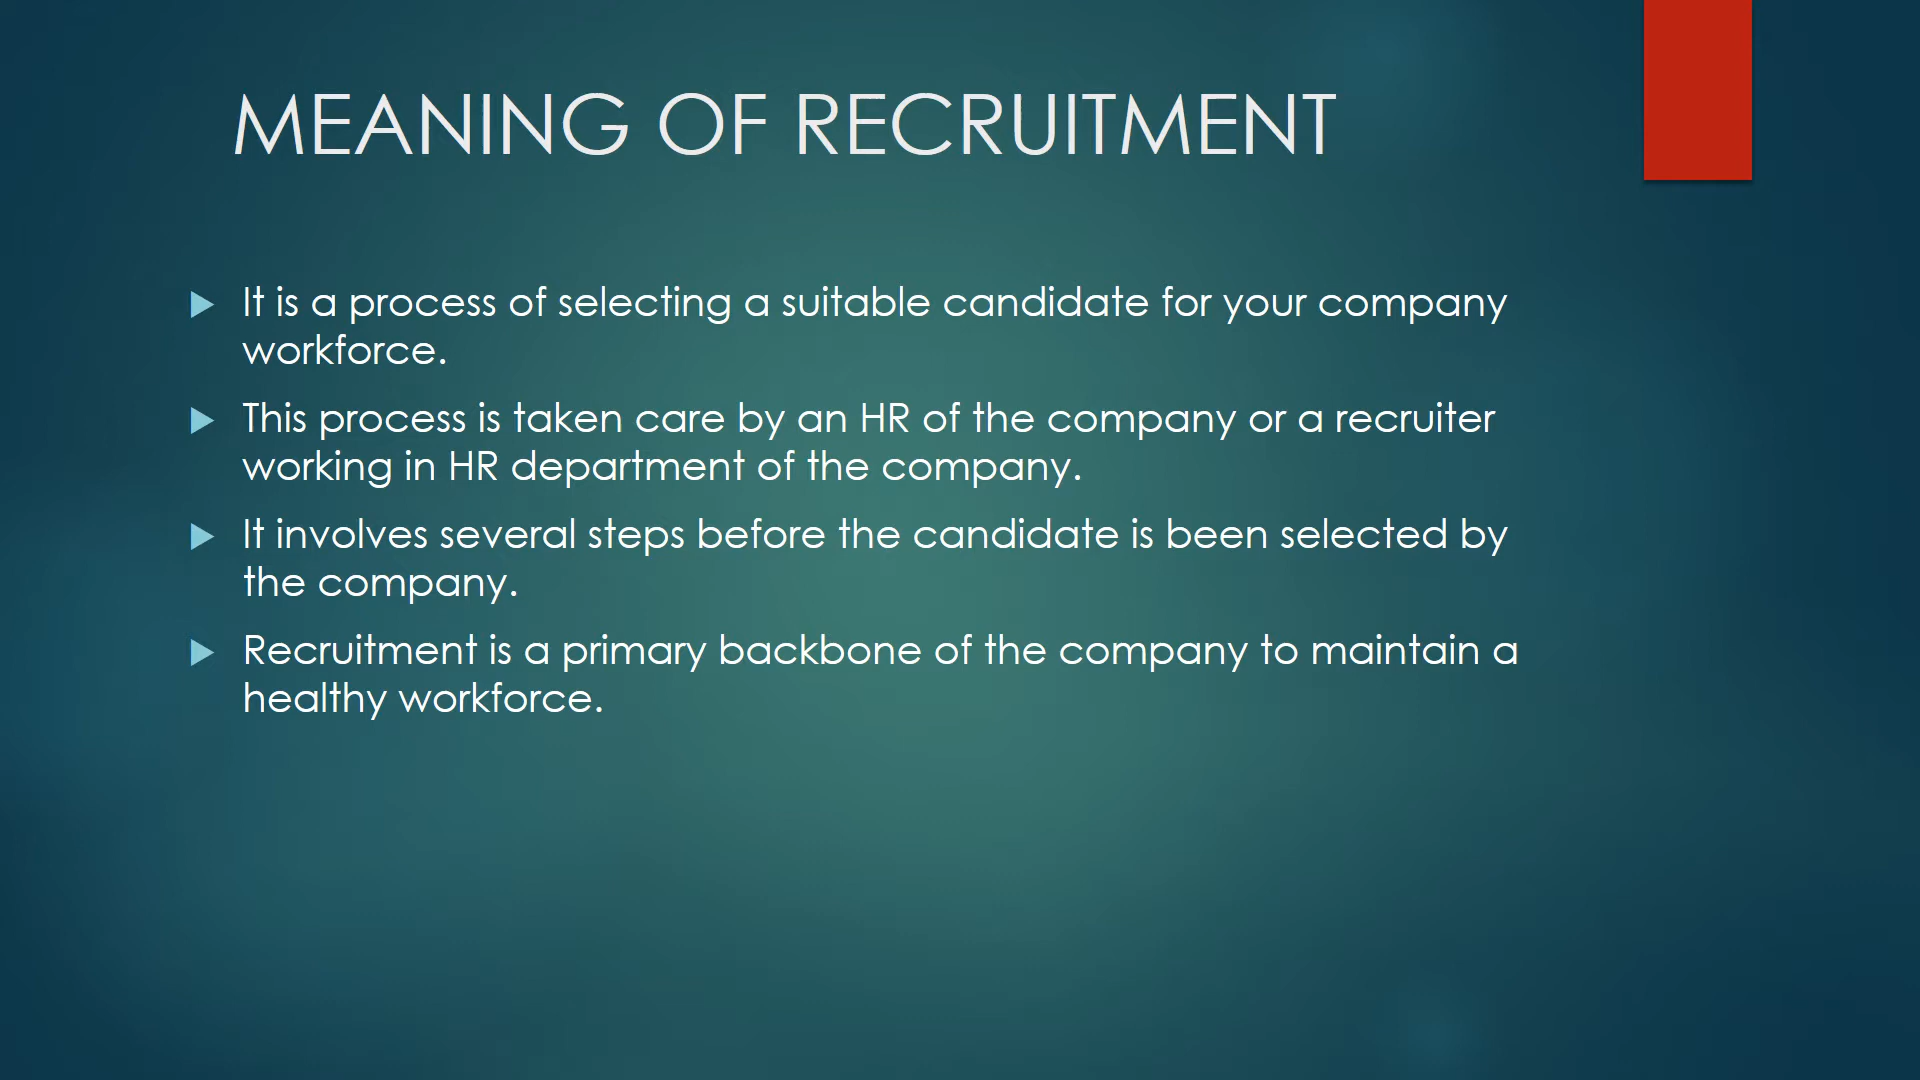 MEANING OF RECRUITMENT
It is a process of selecting a suitable candidate for your company
workforce.
This process is taken care by an HR of the company or a recruiter
working in HR department of the company.
It involves several steps before the candidate is been selected by
the company.
Recruitment is a primary backbone of the company to maintain a
healthy workforce.